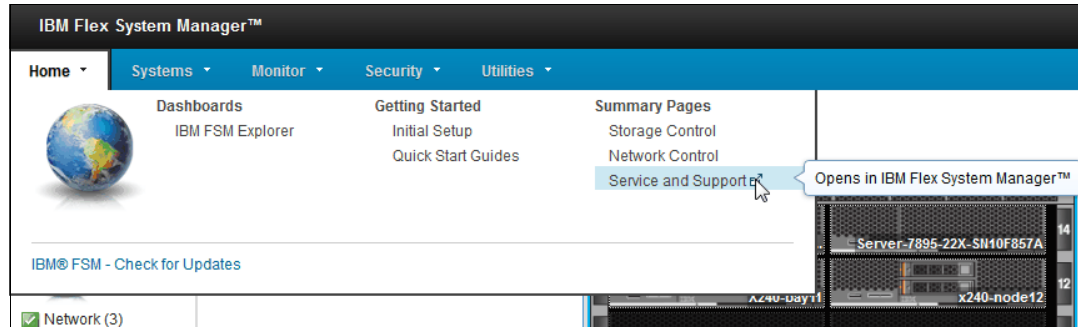 IBM Flex System Manager™
Home Systems Monitor Security Utilities
Dashboards Getting Started Summary Pages
IBM FSM Explorer Initial Setup Storage Control
Quick Start Guides Network Control
Service and Support Opens in IBM Flex System Manager™
14
Server-7895-22X-SN10F857A
IBM® FSM - Check for Updates
12
x240-bay11 x240-node12
Network (3)